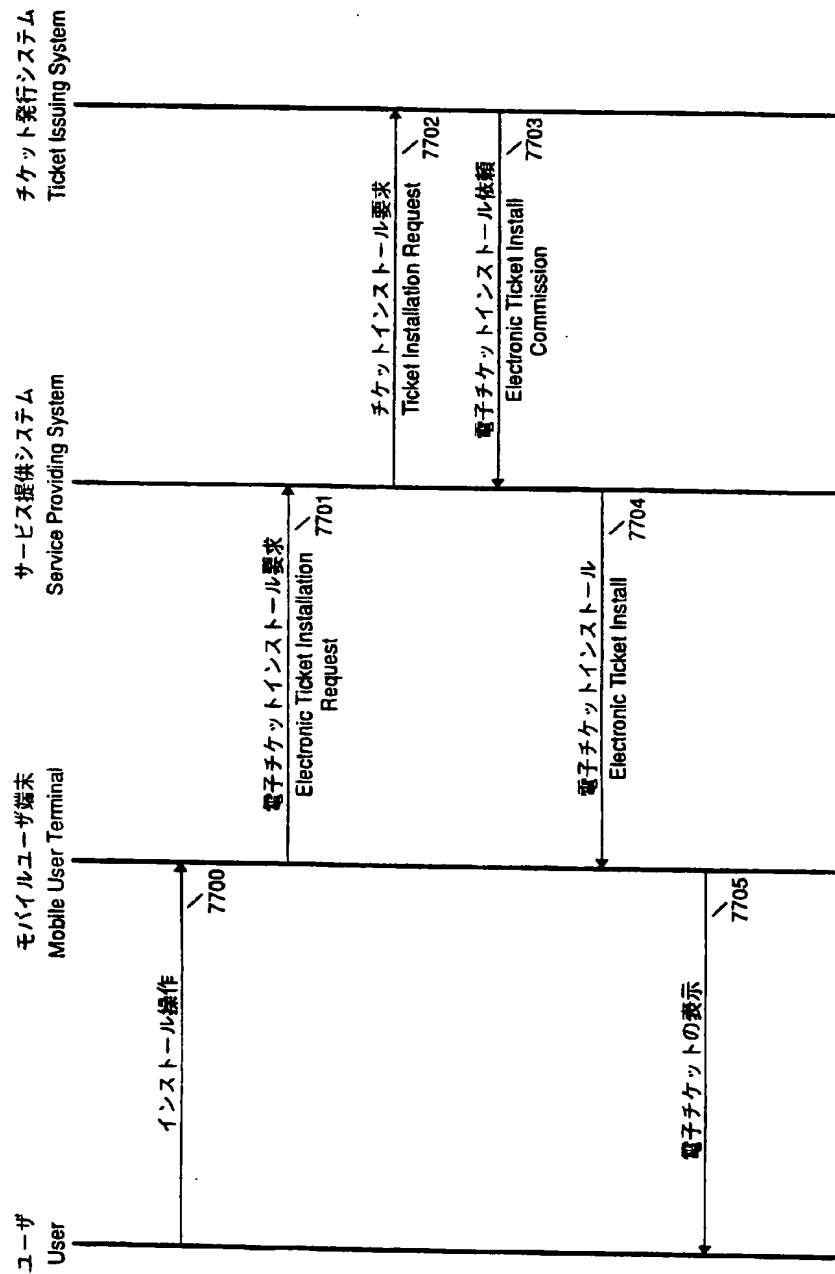 ユーザ
User
モバイルユーザ端末
Mobile User Terminal
サービス提供システム
Service Providing System
チケット発行システム
Ticket Issuing System
インストール操作
7700
電子チケットインストール要求
Electronic Ticket Installation
Request
7701
チケットインストール要求
Ticket Installation Request
7702
電子チケットインストール依頼
Electronic Ticket Install
Commission
7703
電子チケットインストール
Electronic Ticket Install
7704
電子チケットの表示
7705